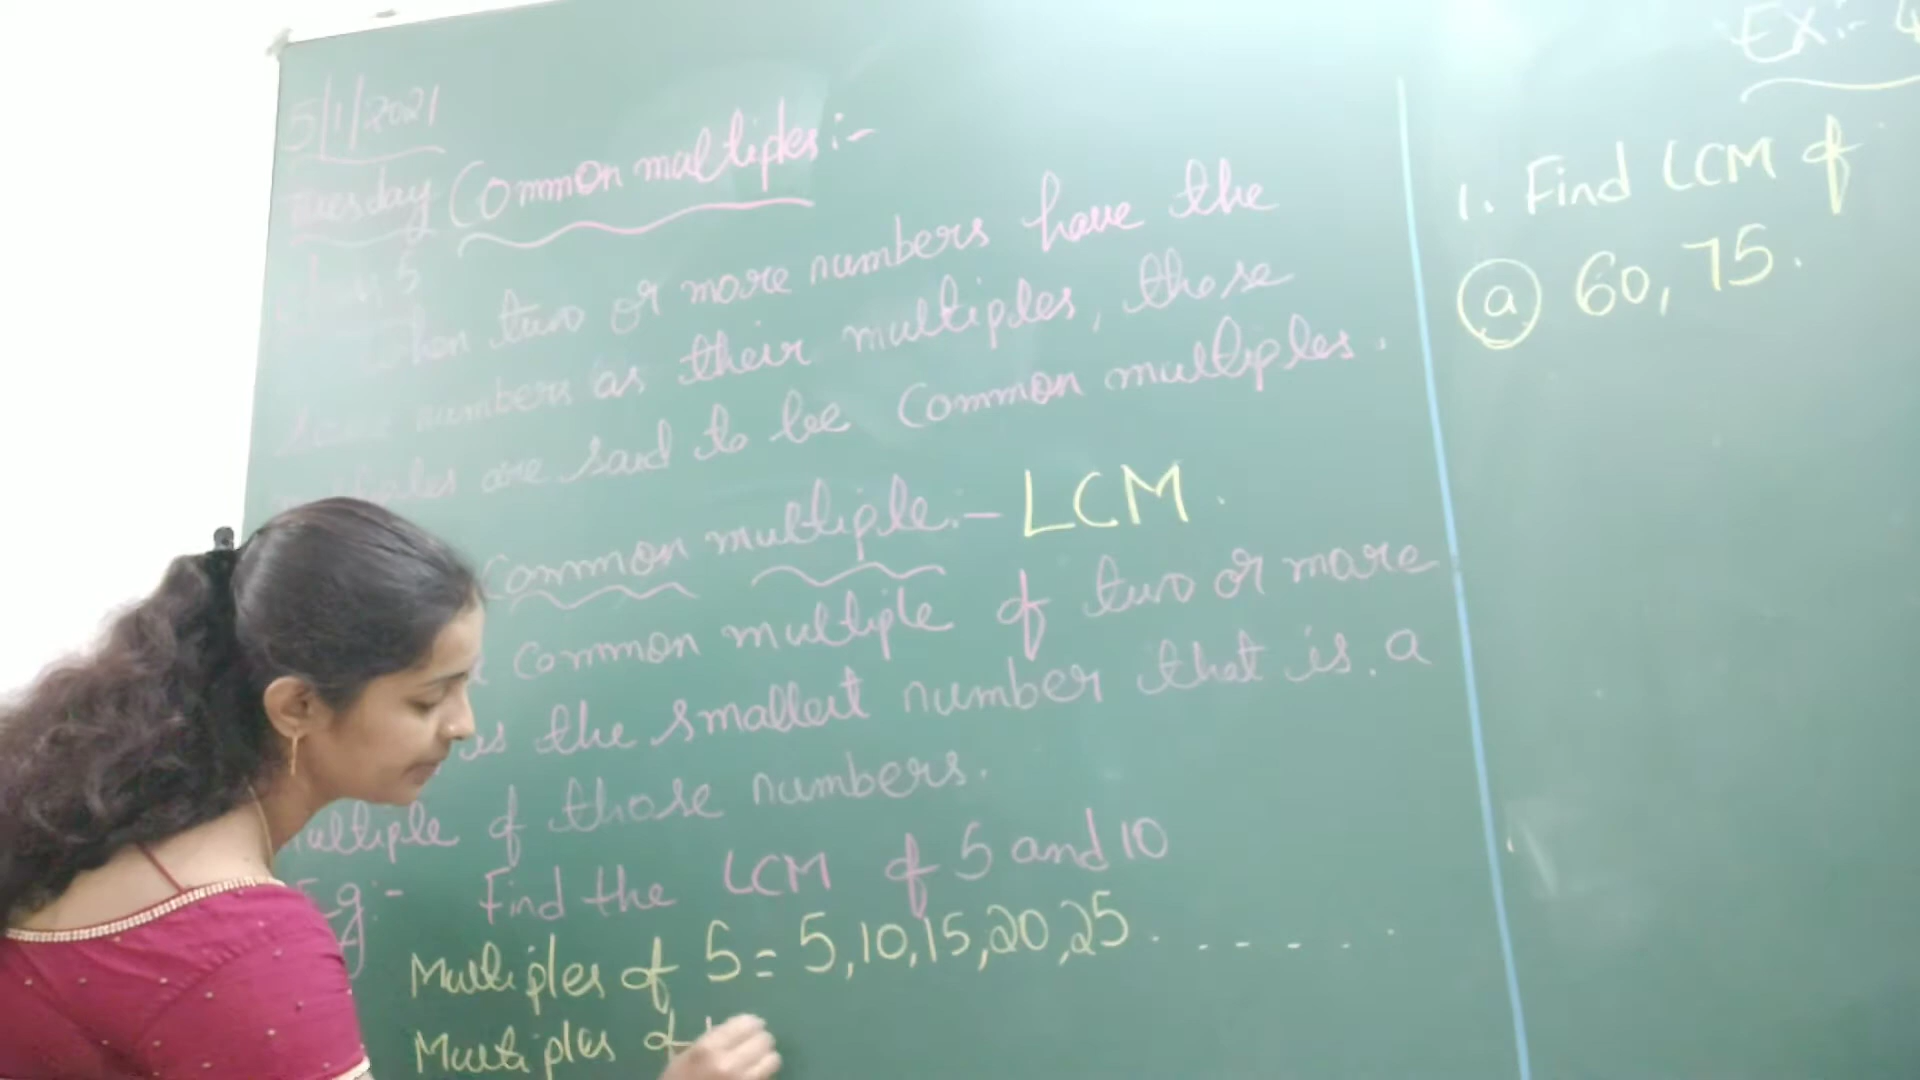 5/1/2021
Tuesday Common multiples:-
When two or more numbers have the
same numbers as their multiples, those
multiples are said to be common multiples.
Common multiple:- LCM.
common multiple of two or more
is the smallest number that is a
multiple of those numbers.
Eg:- Find the LCM of 5 and 10
Multiples of 5 = 5, 10, 15, 20, 25 . - - - . .
Multiples of
Ex:- 4
1. Find LCM of
(a) 60, 75.